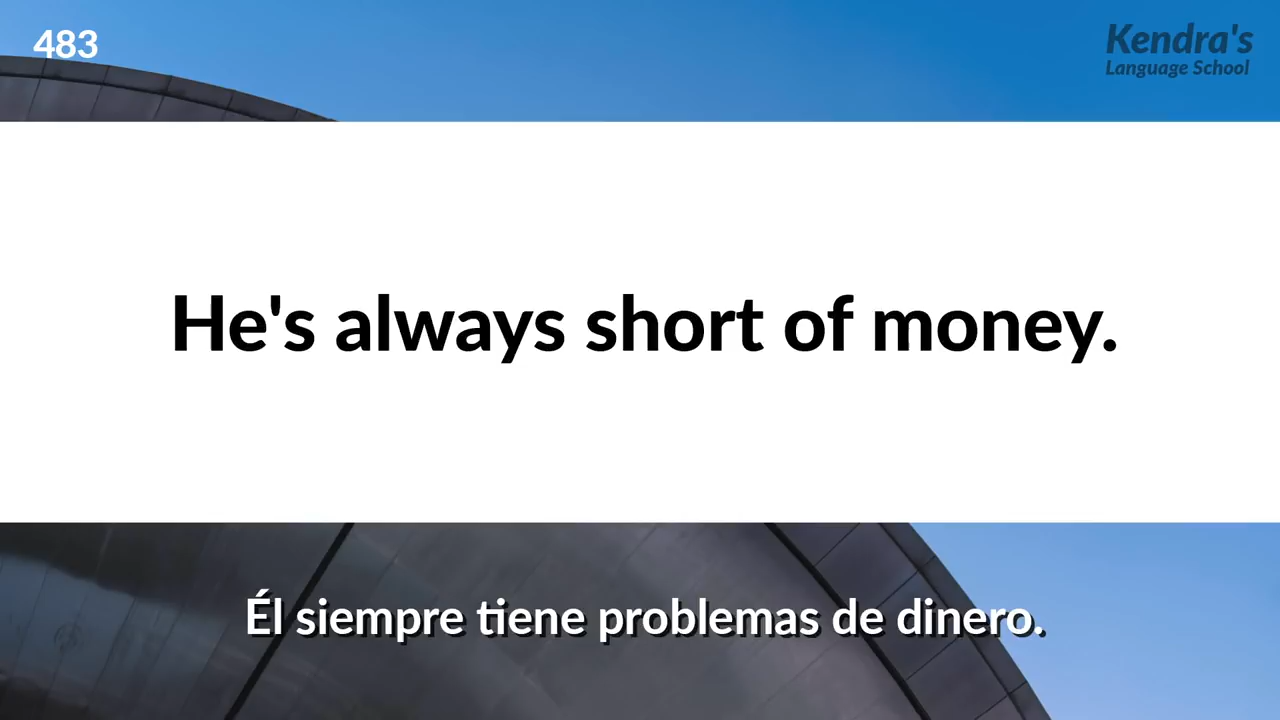 483
Kendra's
Language School
He's always short of money.
Él siempre tiene problemas de dinero.